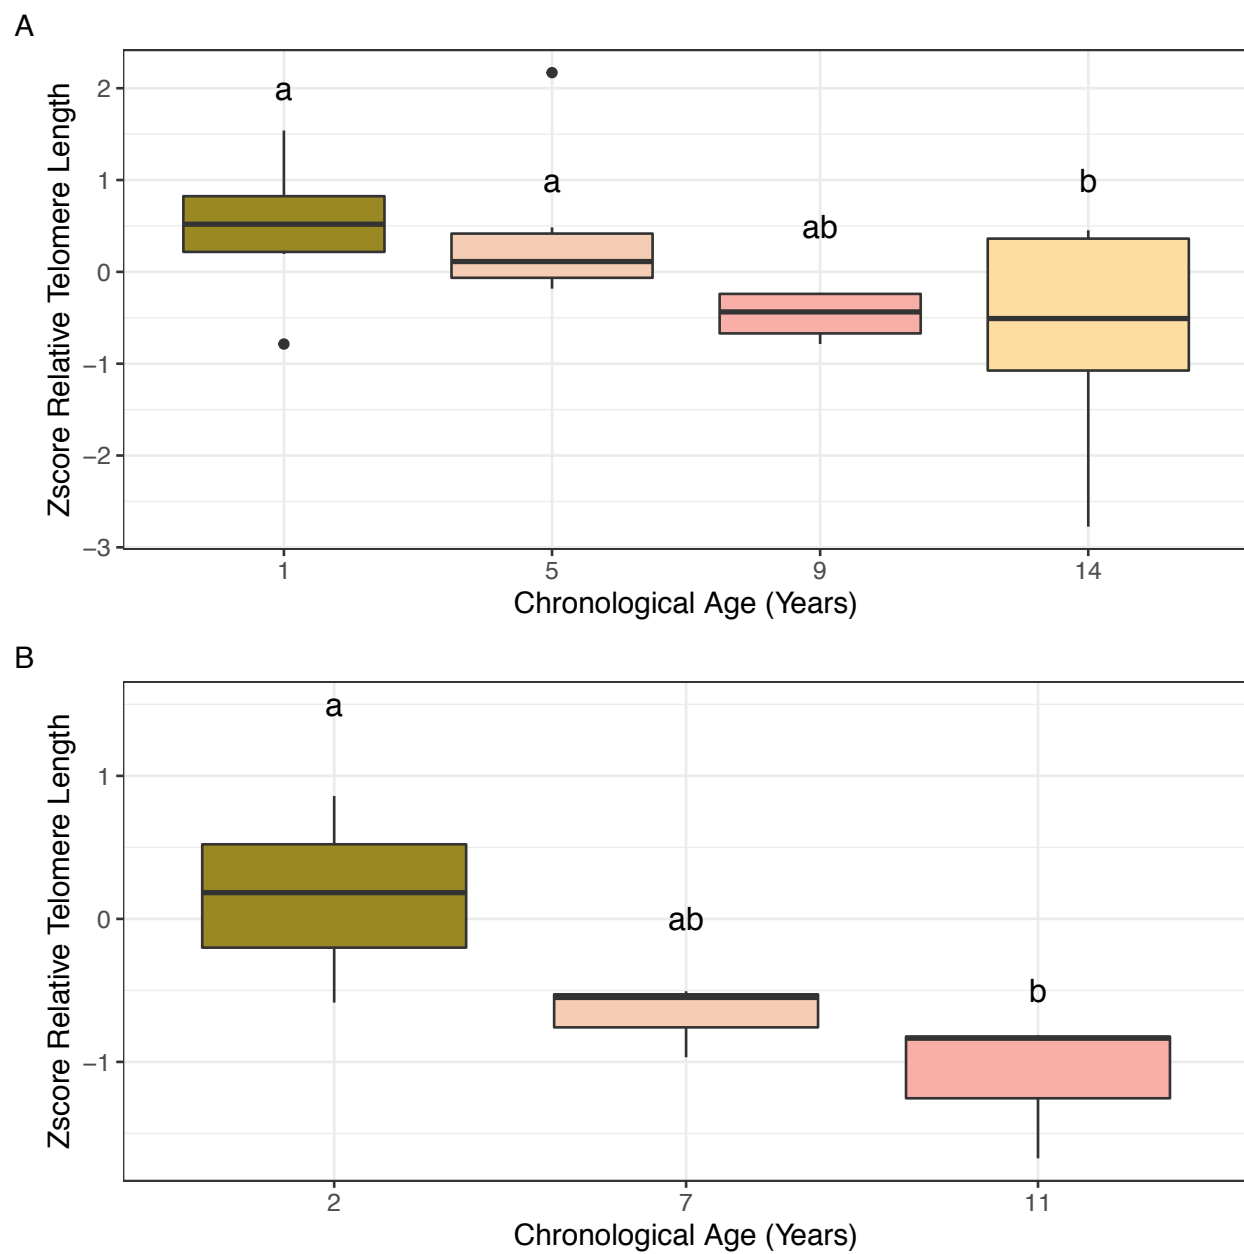 A
Zscore Relative Telomere Length
2
1
0
−1
−2
−3
a
a
ab
b
1
5
9
14
Chronological Age (Years)
B
Zscore Relative Telomere Length
1
0
−1
a
ab
b
2
7
11
Chronological Age (Years)